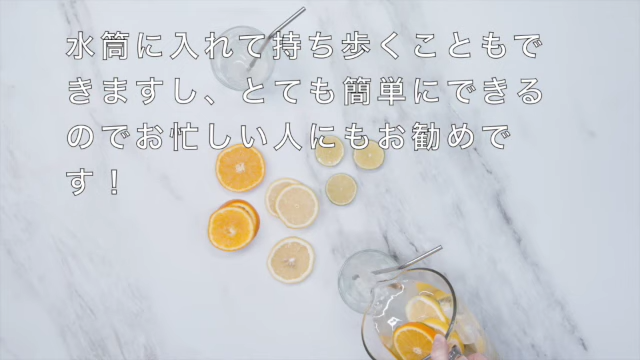 水筒に入れて持ち歩くこともで
きますし、とても簡単にできる
のでお忙しい人にもお勧めで
す！